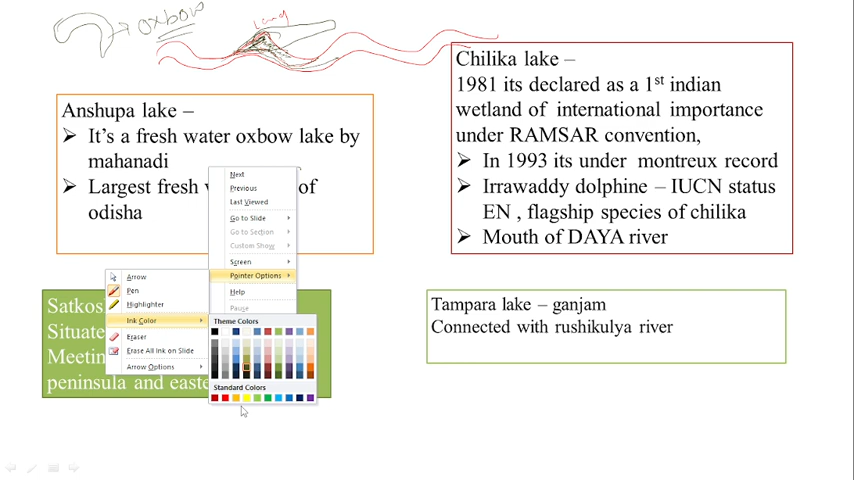 oxbow
land
Chilika lake –
1981 its declared as a 1st indian
wetland of international importance
under RAMSAR convention,
➢ In 1993 its under montreux record
➢ Irrawaddy dolphine – IUCN status
EN , flagship species of chilika
➢ Mouth of DAYA river
Anshupa lake –
➢ It's a fresh water oxbow lake by
mahanadi
➢ Largest fresh of
odisha
Next
Previous
Last Viewed
Go to Slide
Go to Section
Custom Show
Screen
Pointer Options
Help
Pause
Arrow
Pen
Highlighter
Ink Color
Eraser
Erase All Ink on Slide
Arrow Options
Theme Colors
Standard Colors
Satkos
Situate
Meetin
peninsula and easte
Tampara lake – ganjam
Connected with rushikulya river